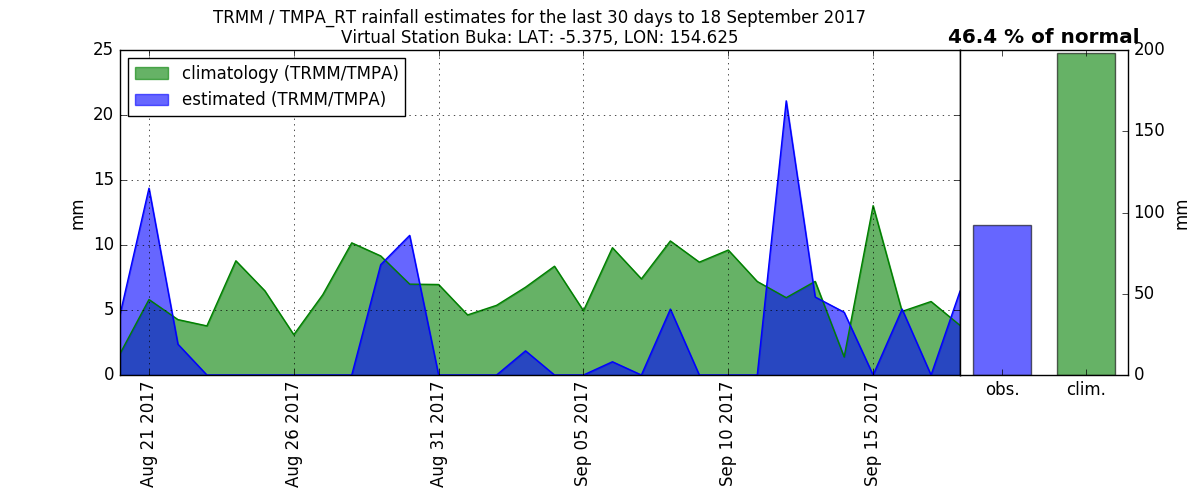 TRMM / TMPA_RT rainfall estimates for the last 30 days to 18 September 2017
Virtual Station Buka: LAT: -5.375, LON: 154.625
46.4 % of normal
climatology (TRMM/TMPA)
estimated (TRMM/TMPA)
25
20
15
10
5
0
mm
Aug 21 2017
Aug 26 2017
Aug 31 2017
Sep 05 2017
Sep 10 2017
Sep 15 2017
200
150
100
50
0
mm
obs.
clim.